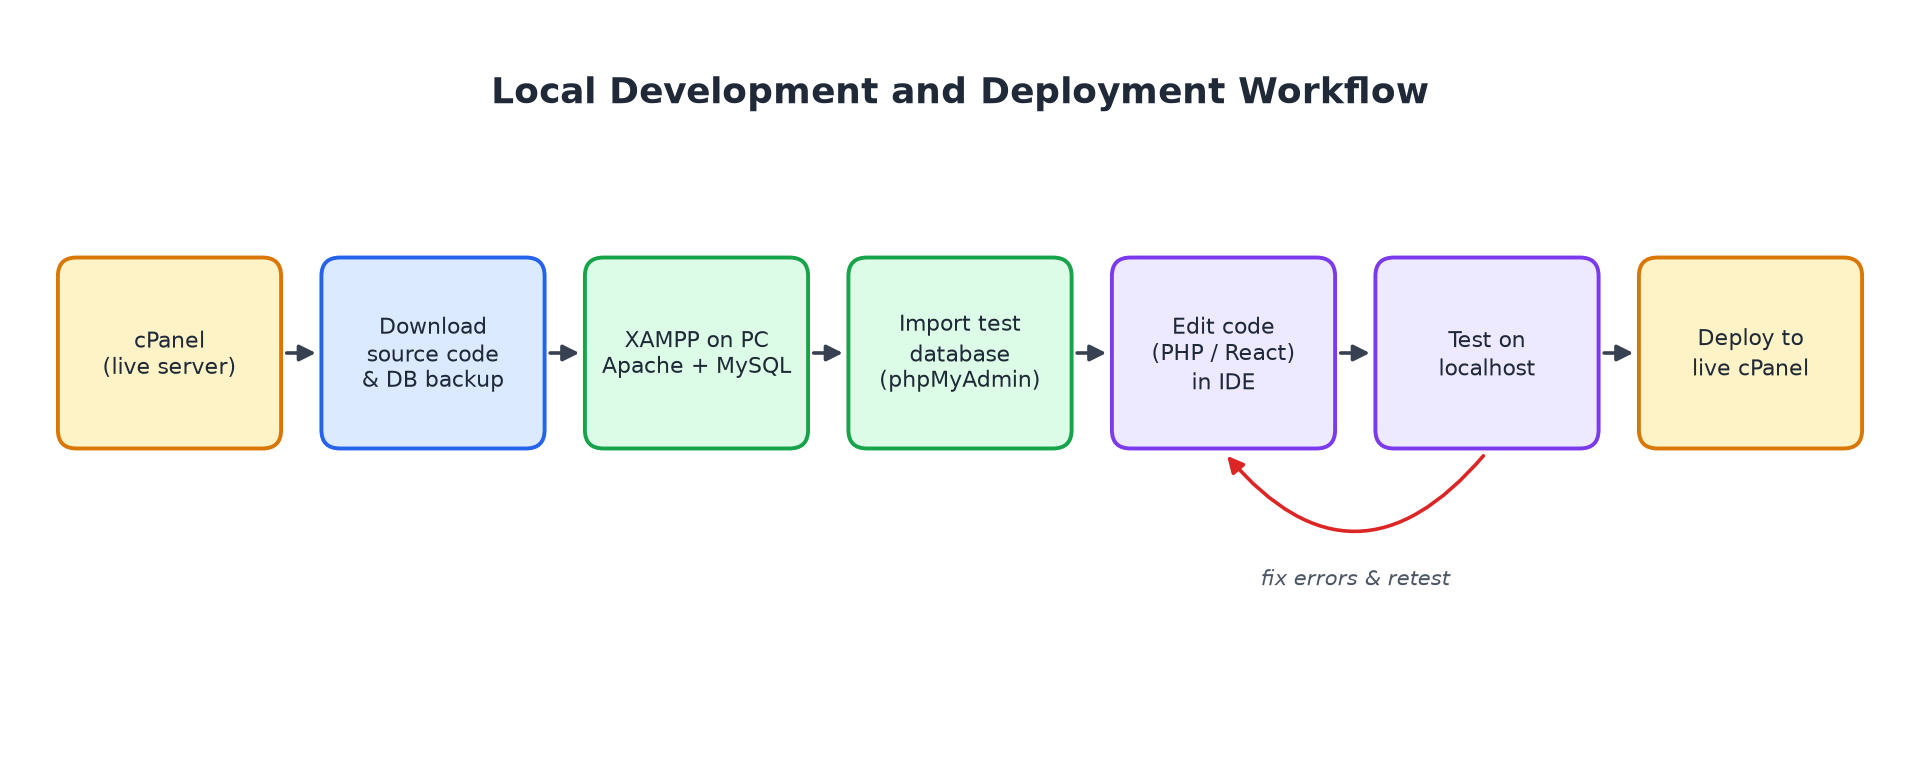 Local Development and Deployment Workflow
cPanel
(live server)
Download
source code
& DB backup
XAMPP on PC
Apache + MySQL
Import test
database
(phpMyAdmin)
Edit code
(PHP / React)
in IDE
Test on
localhost
Deploy to
live cPanel
fix errors & retest